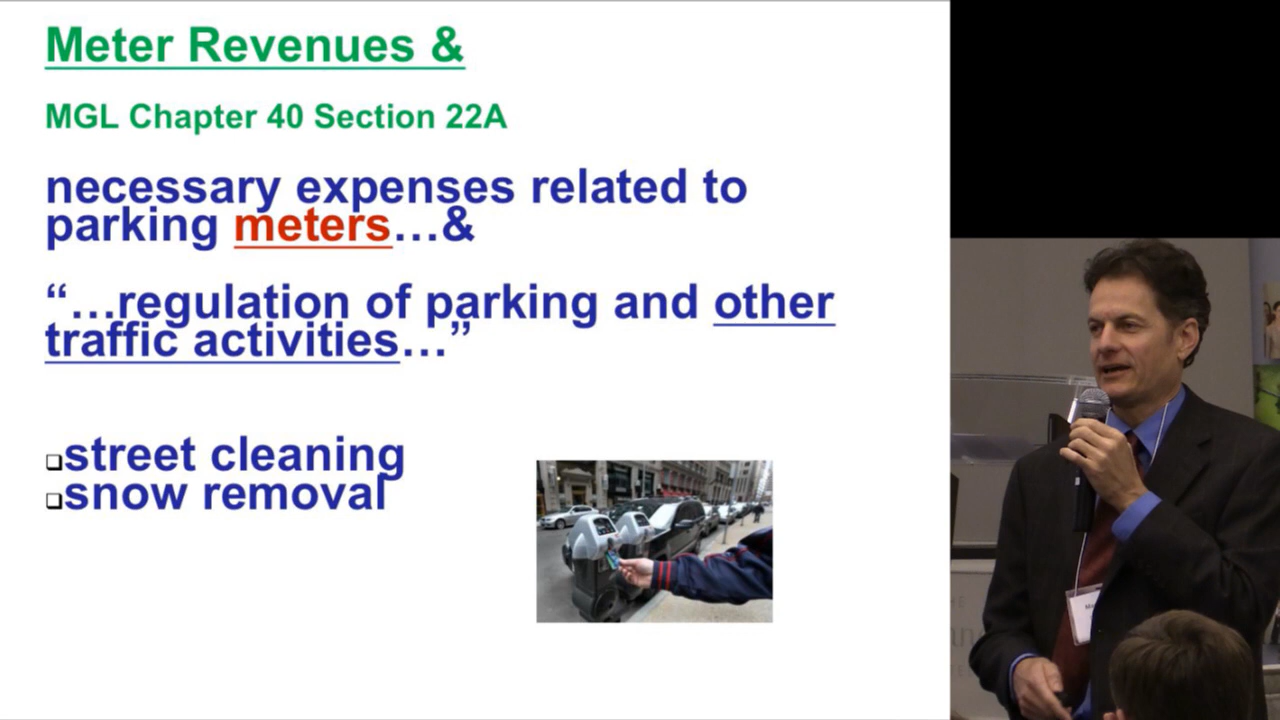 Meter Revenues &
MGL Chapter 40 Section 22A
necessary expenses related to
parking meters…&
“…regulation of parking and other
traffic activities…”
❑street cleaning
❑snow removal